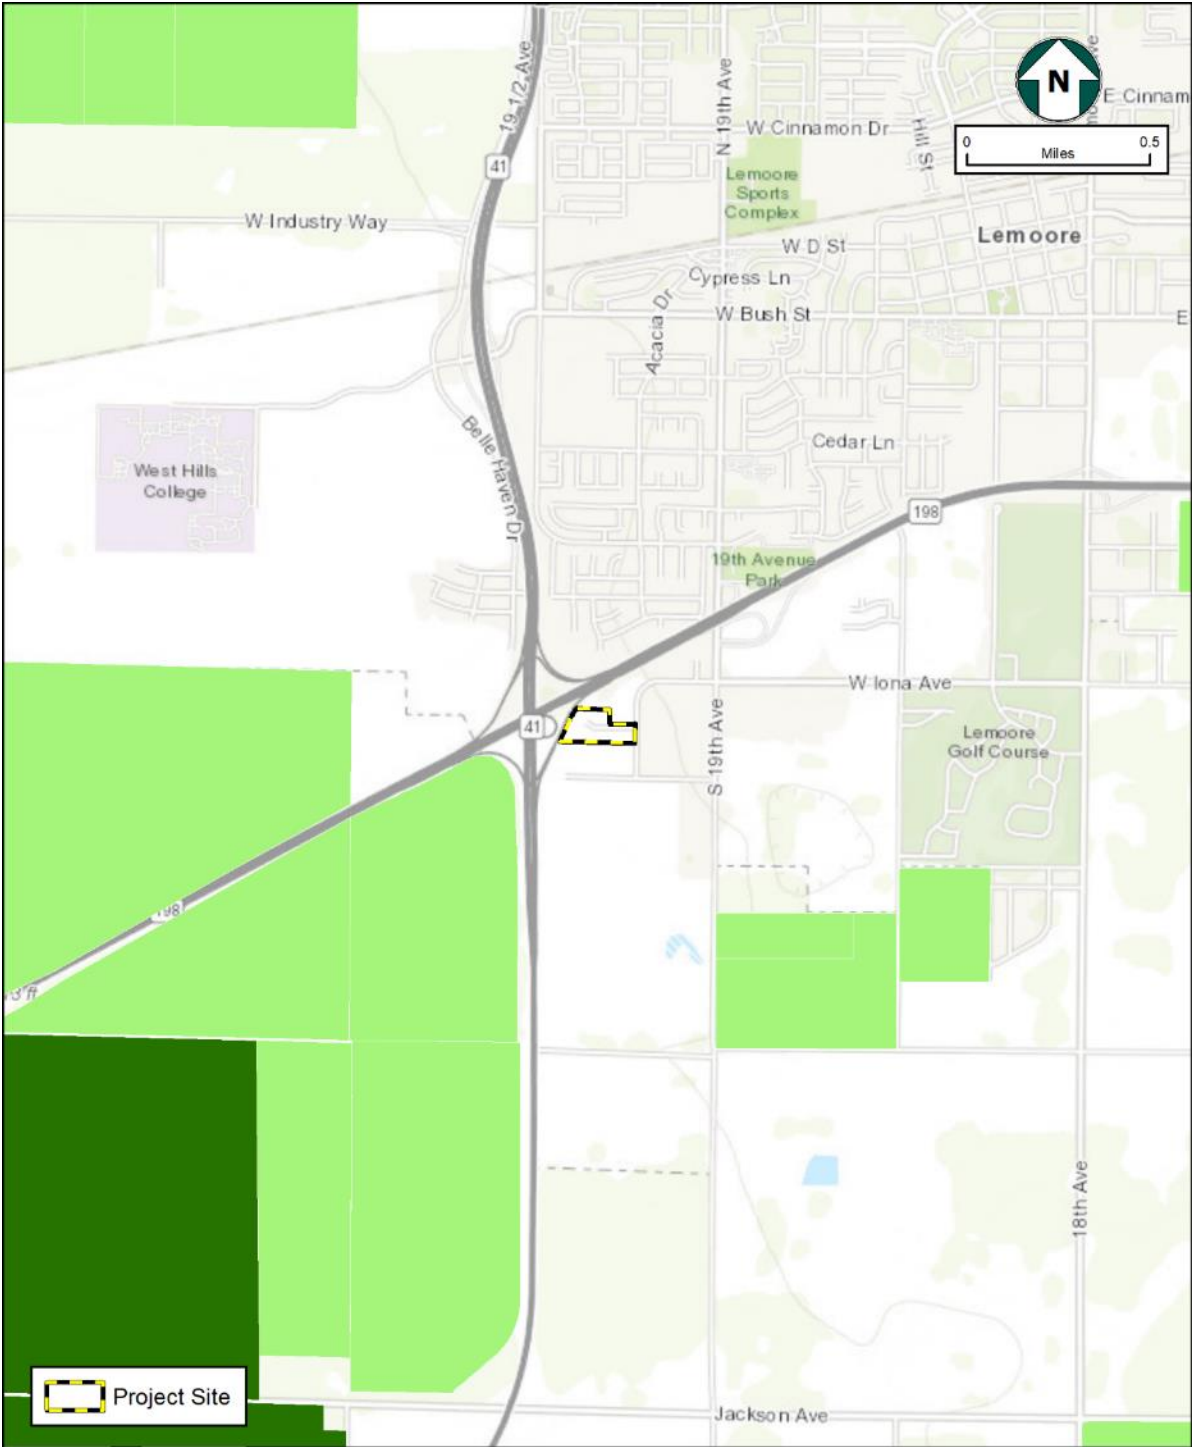 19 1/2 Ave
N 19th Ave
N
E Cinnam
0
0.5
Miles
W Cinnamon Dr
Hill St
41
Lemoore
Sports
Complex
W Industry Way
W D St
Lemoore
Cypress Ln
Acacia Dr
W Bush St
E
Belle Haven Dr
Cedar Ln
West Hills
College
198
19th Avenue
Park
W Iona Ave
41
S 19th Ave
Lemoore
Golf Course
198
18th Ave
Project Site
Jackson Ave